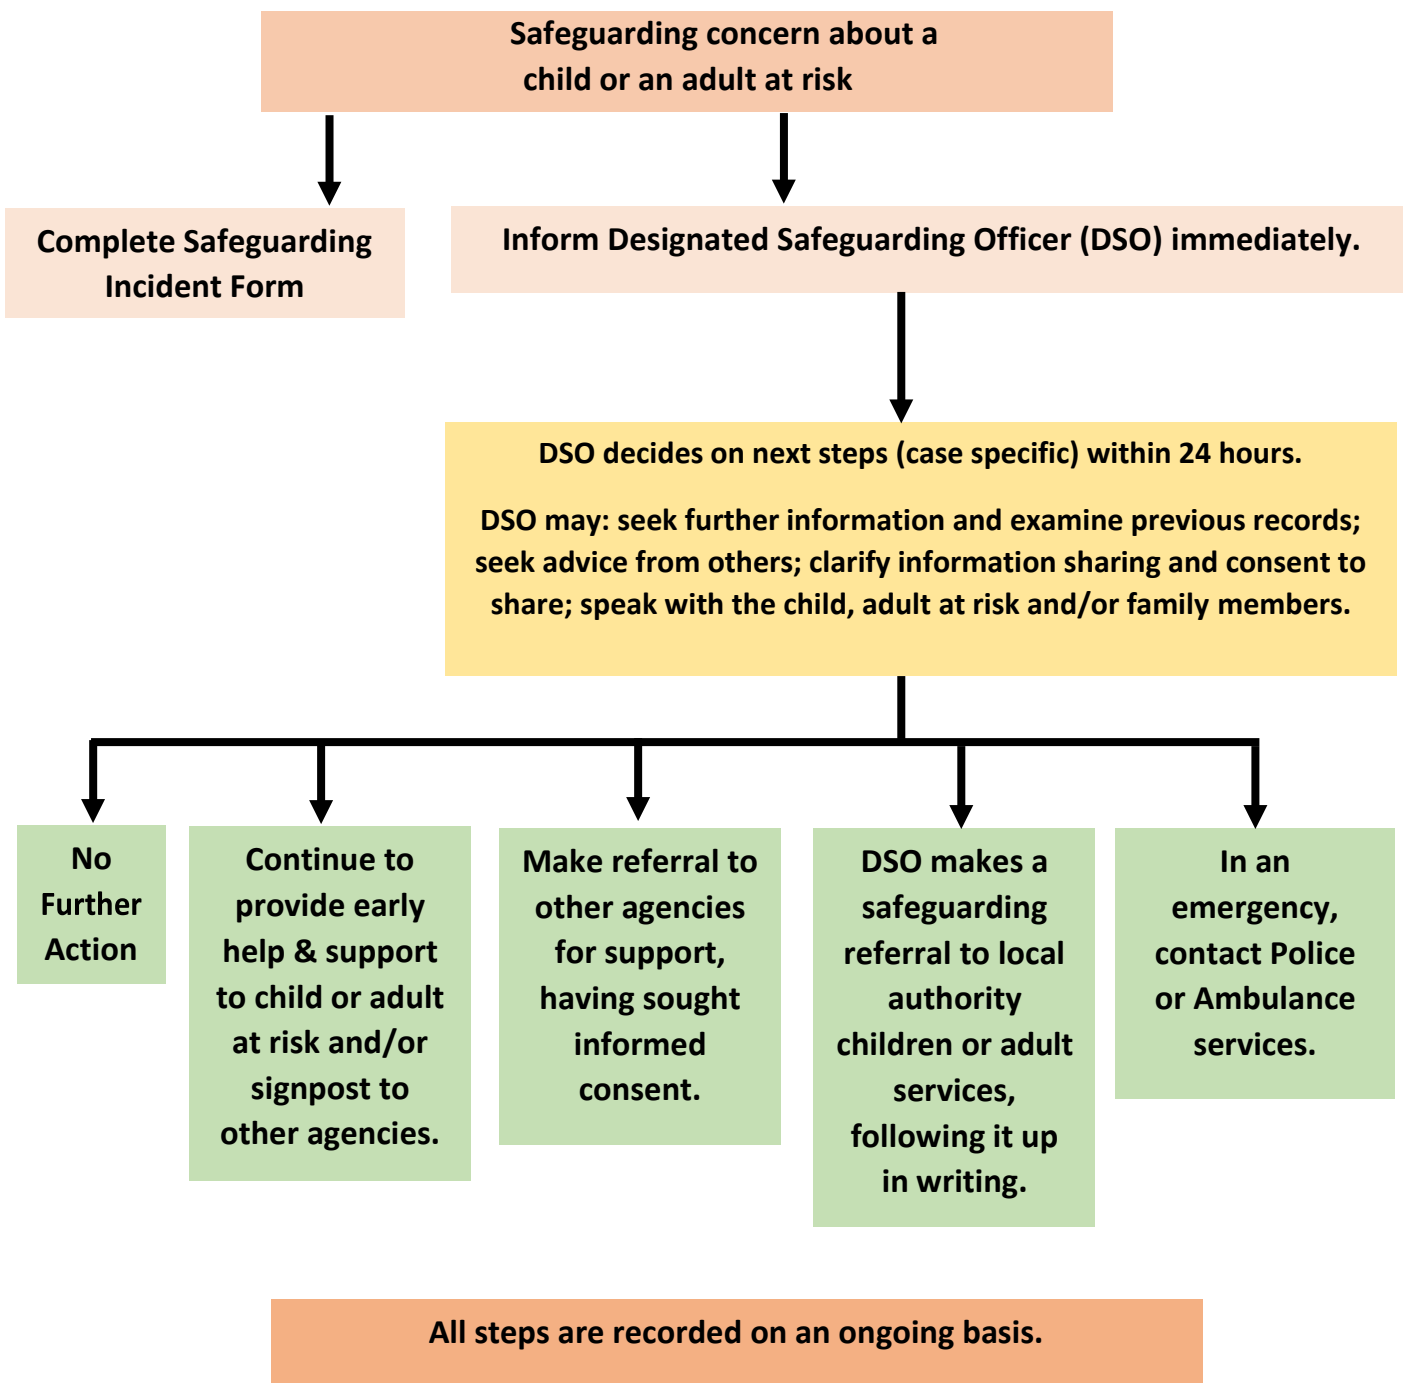 Safeguarding concern about a
child or an adult at risk
Complete Safeguarding
Incident Form
Inform Designated Safeguarding Officer (DSO) immediately.
DSO decides on next steps (case specific) within 24 hours.
DSO may: seek further information and examine previous records;
seek advice from others; clarify information sharing and consent to
share; speak with the child, adult at risk and/or family members.
No
Further
Action
Continue to
provide early
help & support
to child or adult
at risk and/or
signpost to
other agencies.
Make referral to
other agencies
for support,
having sought
informed
consent.
DSO makes a
safeguarding
referral to local
authority
children or adult
services,
following it up
in writing.
In an
emergency,
contact Police
or Ambulance
services.
All steps are recorded on an ongoing basis.